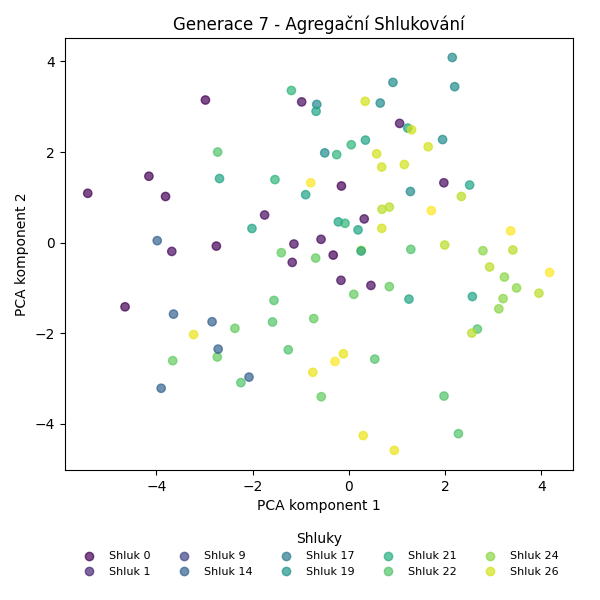 Generace 7 - Agregační Shlukování
4
2
0
−2
−4
PCA komponent 2
−4 −2 0 2 4
PCA komponent 1
Shluky
Shluk 0 Shluk 9 Shluk 17 Shluk 21 Shluk 24
Shluk 1 Shluk 14 Shluk 19 Shluk 22 Shluk 26